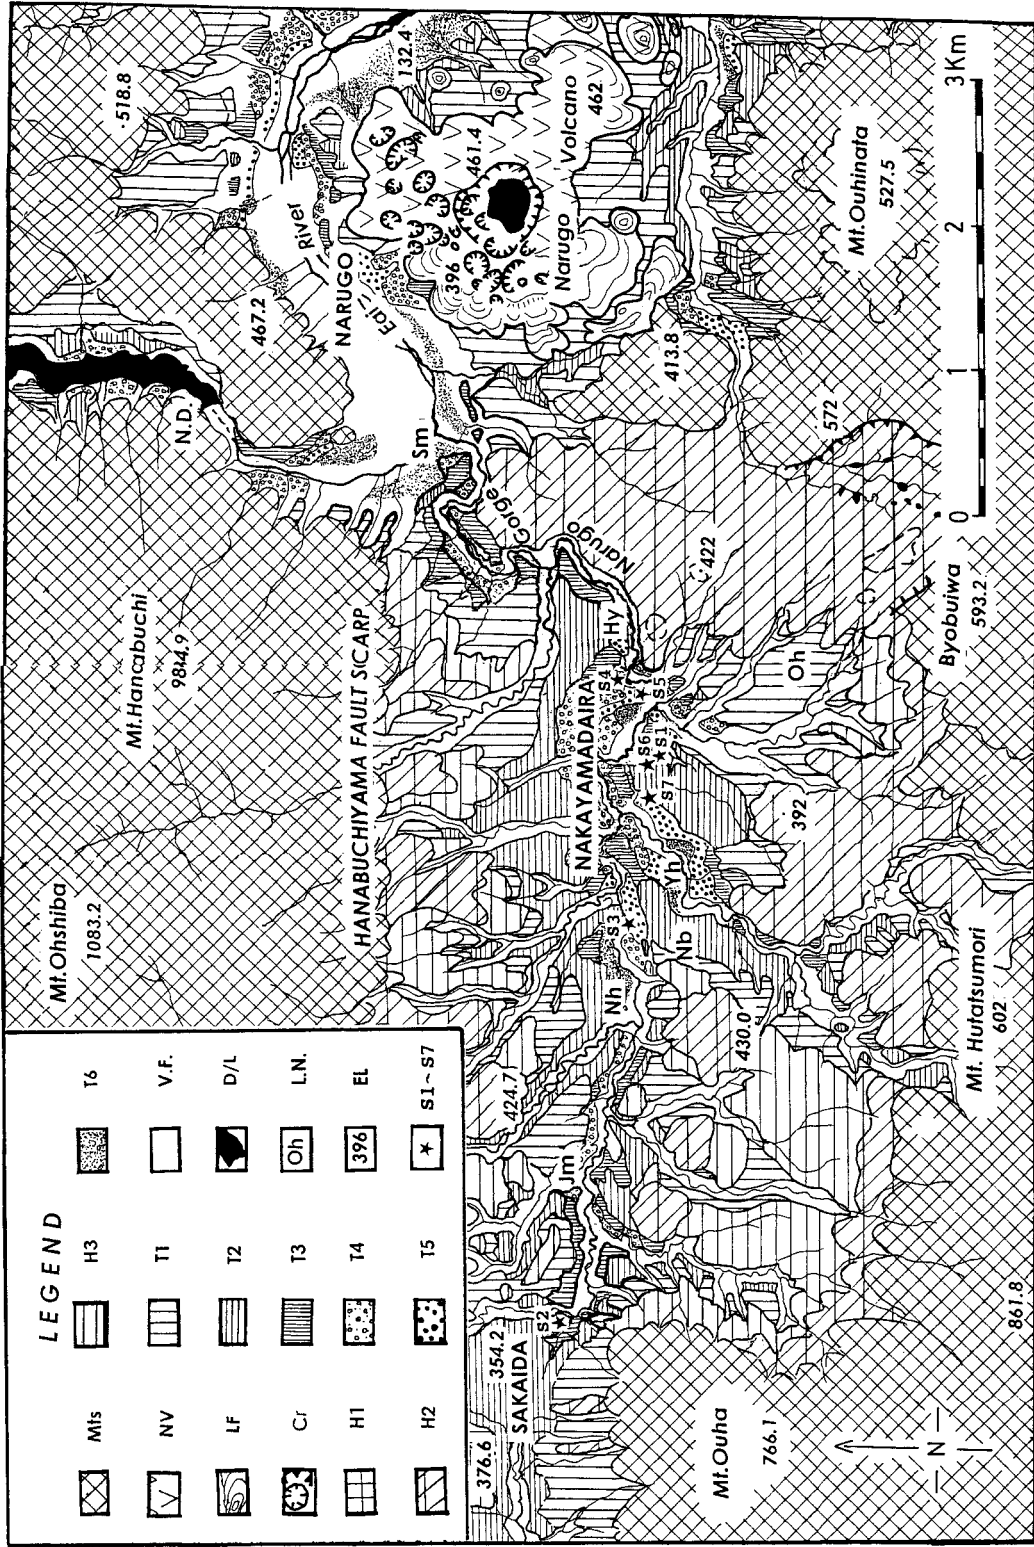 LEGEND
Mts
H3
T6
NV
T1
V.F.
LF
T2
D/L
Cr
T3
Oh
L.N.
H1
T4
396
EL
H2
T5
S1~S7
Mt.Ohshiba
1083.2
Mt.Hanabuchi
984.9
N.D.
467.2
518.8
HANABUCHIYAMA FAULT SCARP
NARUGO
Eai River
132.4
Sm
396
461.4
Narugo Volcano
462
Narugo Gorge
376.6
354.2
SAKAIDA
S2
Jm
424.7
Nh
S3
NAKAYAMADAIRA
Hy
S4
S5
S6
S1
S7
Yh
Nb
430.0
392
Oh
422
413.8
572
Mt.Ouhinata
527.5
Mt.Ouha
766.1
861.8
Mt. Hutatsumori
602
Byobuiwa
593.2
N
0 1 2 3Km